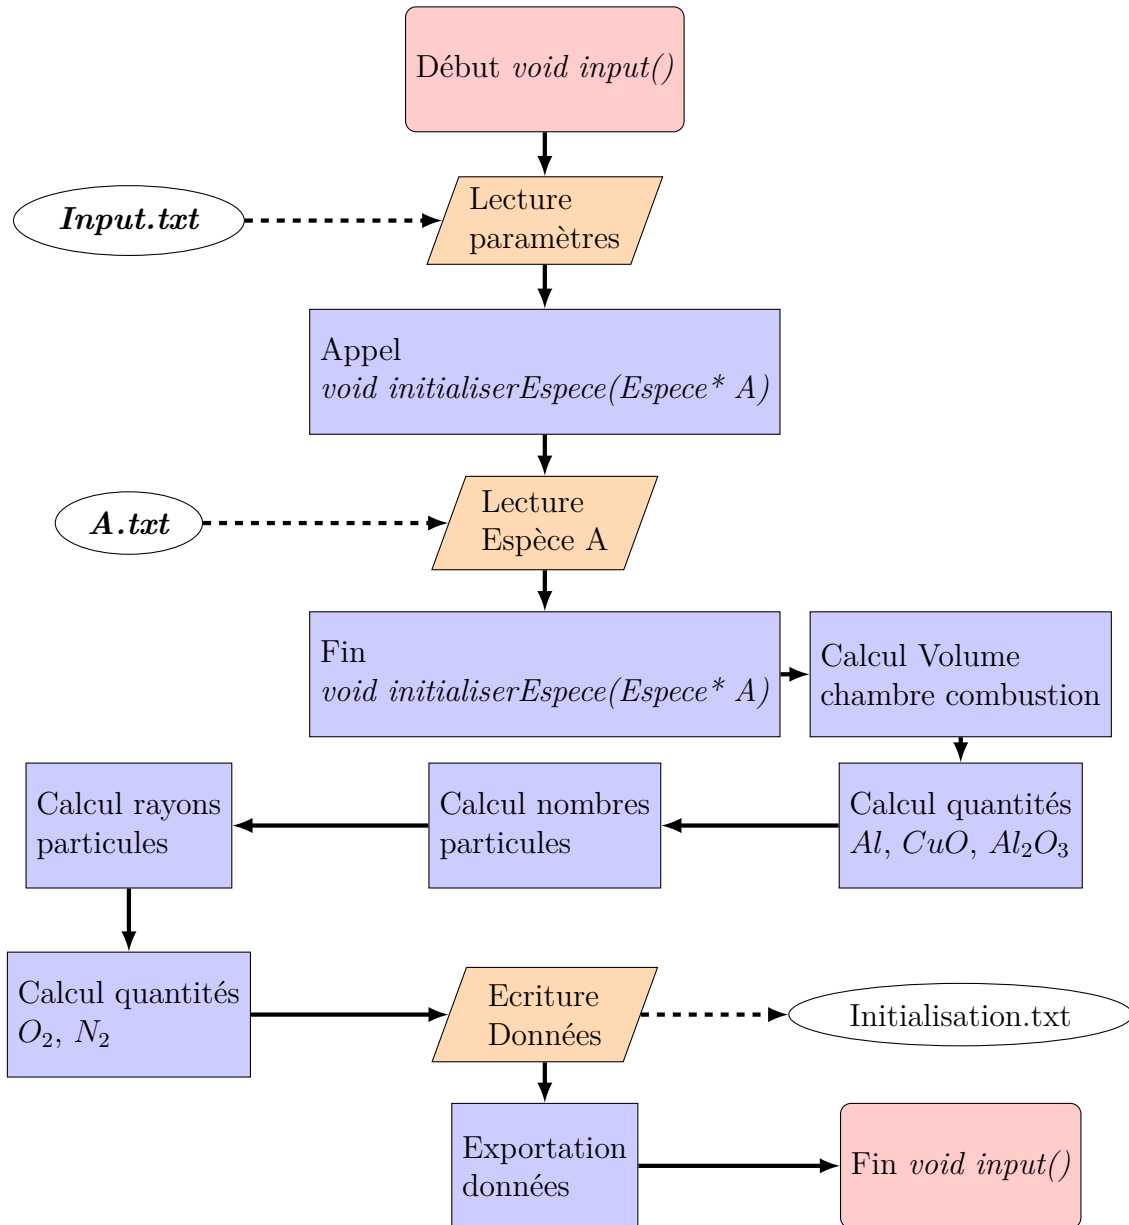 Début void input()
Input.txt
Lecture
paramètres
Appel
void initialiserEspece(Espece* A)
A.txt
Lecture
Espèce A
Fin
void initialiserEspece(Espece* A)
Calcul Volume
chambre combustion
Calcul quantités
Al, CuO, Al₂O₃
Calcul nombres
particules
Calcul rayons
particules
Calcul quantités
O₂, N₂
Ecriture
Données
Initialisation.txt
Exportation
données
Fin void input()